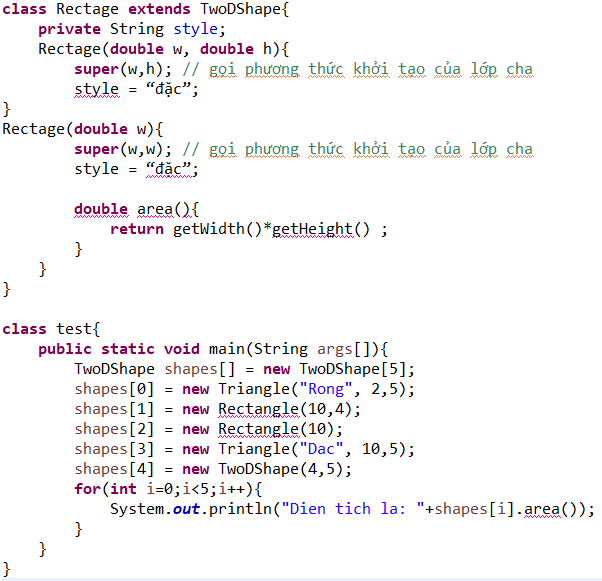 class Rectage extends TwoDShape{
    private String style;
    Rectage(double w, double h){
        super(w,h); // gọi phương thức khởi tạo của lớp cha
        style = “đặc”;
}
Rectage(double w){
        super(w,w); // gọi phương thức khởi tạo của lớp cha
        style = “đặc”;

        double area(){
            return getWidth()*getHeight() ;
        }
    }
}

class test{
    public static void main(String args[]){
        TwoDShape shapes[] = new TwoDShape[5];
        shapes[0] = new Triangle("Rong", 2,5);
        shapes[1] = new Rectangle(10,4);
        shapes[2] = new Rectangle(10);
        shapes[3] = new Triangle("Dac", 10,5);
        shapes[4] = new TwoDShape(4,5);
        for(int i=0;i<5;i++){
            System.out.println("Dien tich la: "+shapes[i].area());
        }
    }
}